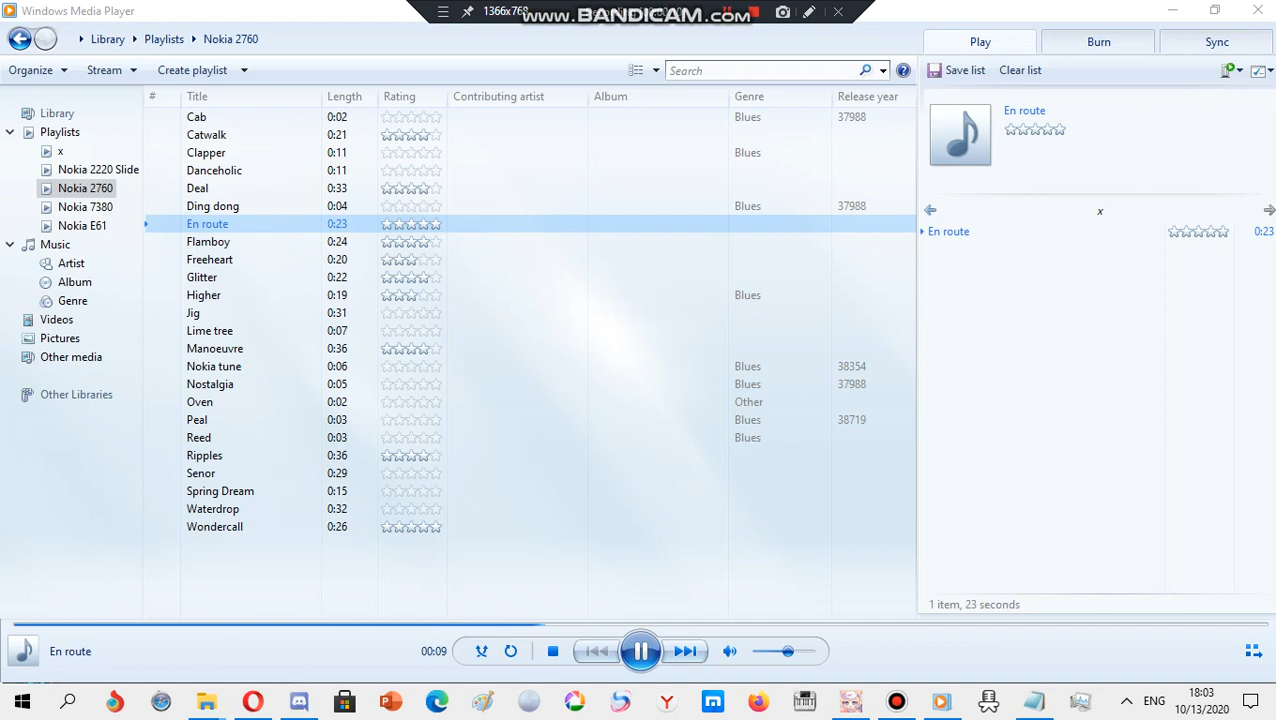 Windows Media Player
1366x768
www.BANDICAM.com
Library Playlists Nokia 2760
Play Burn Sync
Organize Stream Create playlist
Search
Save list Clear list
# Title Length Rating Contributing artist Album Genre Release year
Library
Playlists
x
Nokia 2220 Slide
Nokia 2760
Nokia 7380
Nokia E61
Music
Artist
Album
Genre
Videos
Pictures
Other media
Other Libraries
Cab 0:02 Blues 37988
Catwalk 0:21
Clapper 0:11 Blues
Danceholic 0:11
Deal 0:33
Ding dong 0:04 Blues 37988
En route 0:23
Flamboy 0:24
Freeheart 0:20
Glitter 0:22
Higher 0:19 Blues
Jig 0:31
Lime tree 0:07
Manoeuvre 0:36
Nokia tune 0:06 Blues 38354
Nostalgia 0:05 Blues 37988
Oven 0:02 Other
Peal 0:03 Blues 38719
Reed 0:03 Blues
Ripples 0:36
Senor 0:29
Spring Dream 0:15
Waterdrop 0:32
Wondercall 0:26
En route
x
En route 0:23
1 item, 23 seconds
En route 00:09
ENG
18:03
10/13/2020